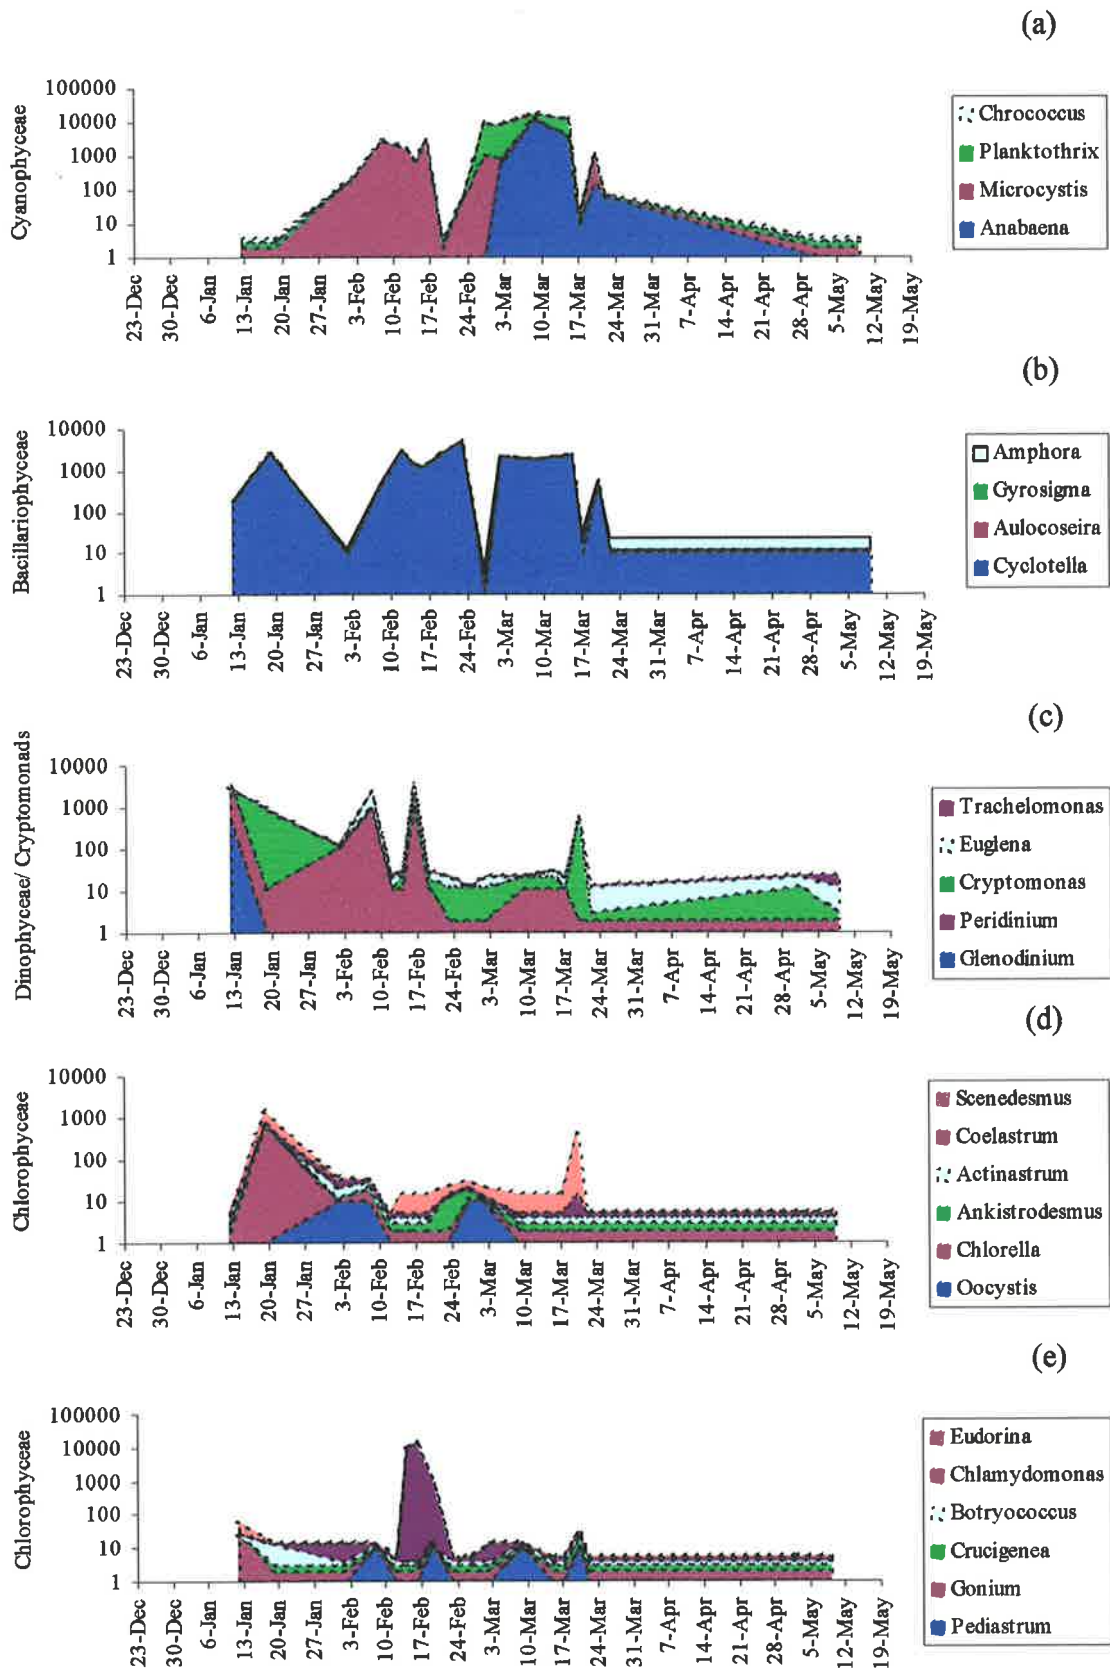 (a)
Cyanophyceae
100000
10000
1000
100
10
1
23-Dec
30-Dec
6-Jan
13-Jan
20-Jan
27-Jan
3-Feb
10-Feb
17-Feb
24-Feb
3-Mar
10-Mar
17-Mar
24-Mar
31-Mar
7-Apr
14-Apr
21-Apr
28-Apr
5-May
12-May
19-May
Chrococcus
Planktothrix
Microcystis
Anabaena
(b)
Bacillariophyceae
10000
1000
100
10
1
23-Dec
30-Dec
6-Jan
13-Jan
20-Jan
27-Jan
3-Feb
10-Feb
17-Feb
24-Feb
3-Mar
10-Mar
17-Mar
24-Mar
31-Mar
7-Apr
14-Apr
21-Apr
28-Apr
5-May
12-May
19-May
Amphora
Gyrosigma
Aulocoseira
Cyclotella
(c)
Dinophyceae/ Cryptomonads
10000
1000
100
10
1
23-Dec
30-Dec
6-Jan
13-Jan
20-Jan
27-Jan
3-Feb
10-Feb
17-Feb
24-Feb
3-Mar
10-Mar
17-Mar
24-Mar
31-Mar
7-Apr
14-Apr
21-Apr
28-Apr
5-May
12-May
19-May
Trachelomonas
Euglena
Cryptomonas
Peridinium
Glenodinium
(d)
Chlorophyceae
10000
1000
100
10
1
23-Dec
30-Dec
6-Jan
13-Jan
20-Jan
27-Jan
3-Feb
10-Feb
17-Feb
24-Feb
3-Mar
10-Mar
17-Mar
24-Mar
31-Mar
7-Apr
14-Apr
21-Apr
28-Apr
5-May
12-May
19-May
Scenedesmus
Coelastrum
Actinastrum
Ankistrodesmus
Chlorella
Oocystis
(e)
Chlorophyceae
100000
10000
1000
100
10
1
23-Dec
30-Dec
6-Jan
13-Jan
20-Jan
27-Jan
3-Feb
10-Feb
17-Feb
24-Feb
3-Mar
10-Mar
17-Mar
24-Mar
31-Mar
7-Apr
14-Apr
21-Apr
28-Apr
5-May
12-May
19-May
Eudorina
Chlamydomonas
Botryococcus
Crucigenea
Gonium
Pediastrum